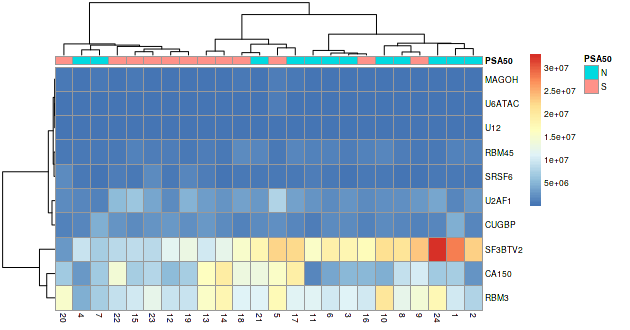 PSA50
MAGOH
U6ATAC
U12
RBM45
SRSF6
U2AF1
CUGBP
SF3BTV2
CA150
RBM3
20 4 7 22 15 23 12 19 13 14 18 21 5 17 11 6 3 16 10 8 9 24 1 2
3e+07
2.5e+07
2e+07
1.5e+07
1e+07
5e+06
PSA50
N
S